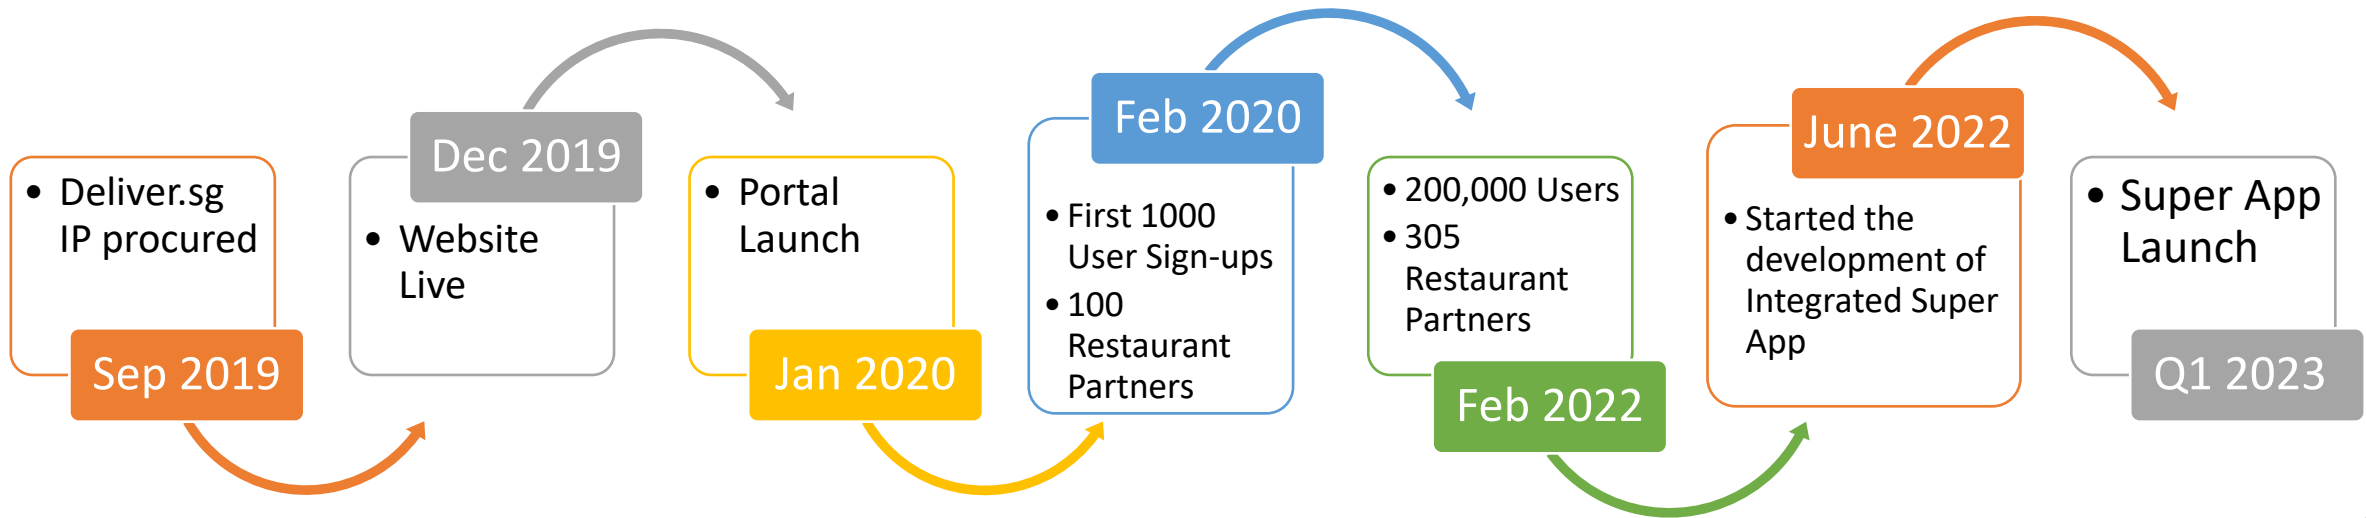 • Deliver.sg
IP procured
Sep 2019
Dec 2019
• Website
Live
• Portal
Launch
Jan 2020
Feb 2020
• First 1000
User Sign-ups
• 100
Restaurant
Partners
• 200,000 Users
• 305
Restaurant
Partners
Feb 2022
June 2022
• Started the
development of
Integrated Super
App
• Super App
Launch
Q1 2023